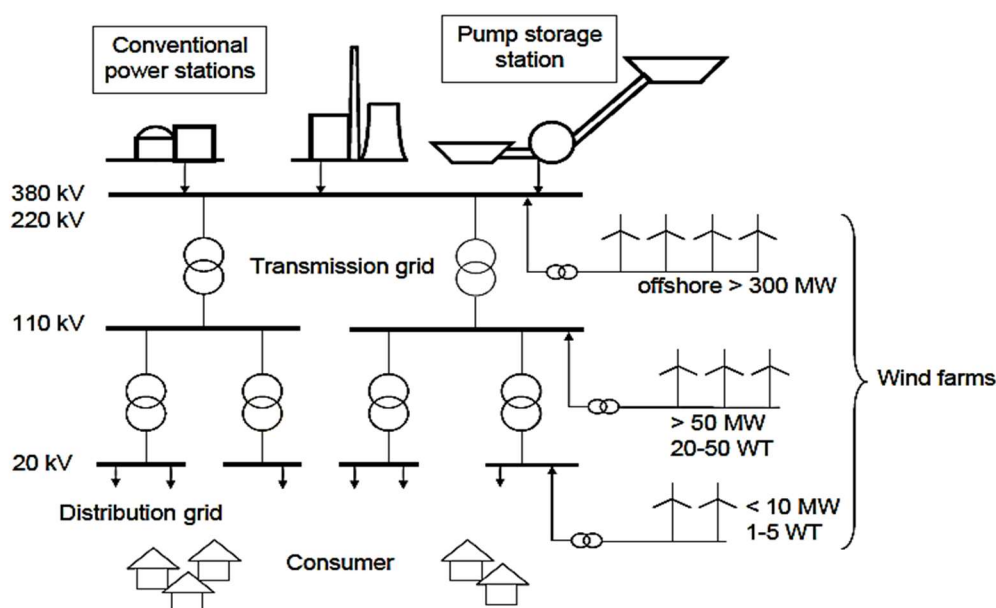 Conventional
power stations
Pump storage
station
380 kV
220 kV
Transmission grid
offshore > 300 MW
110 kV
Wind farms
> 50 MW
20-50 WT
20 kV
< 10 MW
1-5 WT
Distribution grid
Consumer